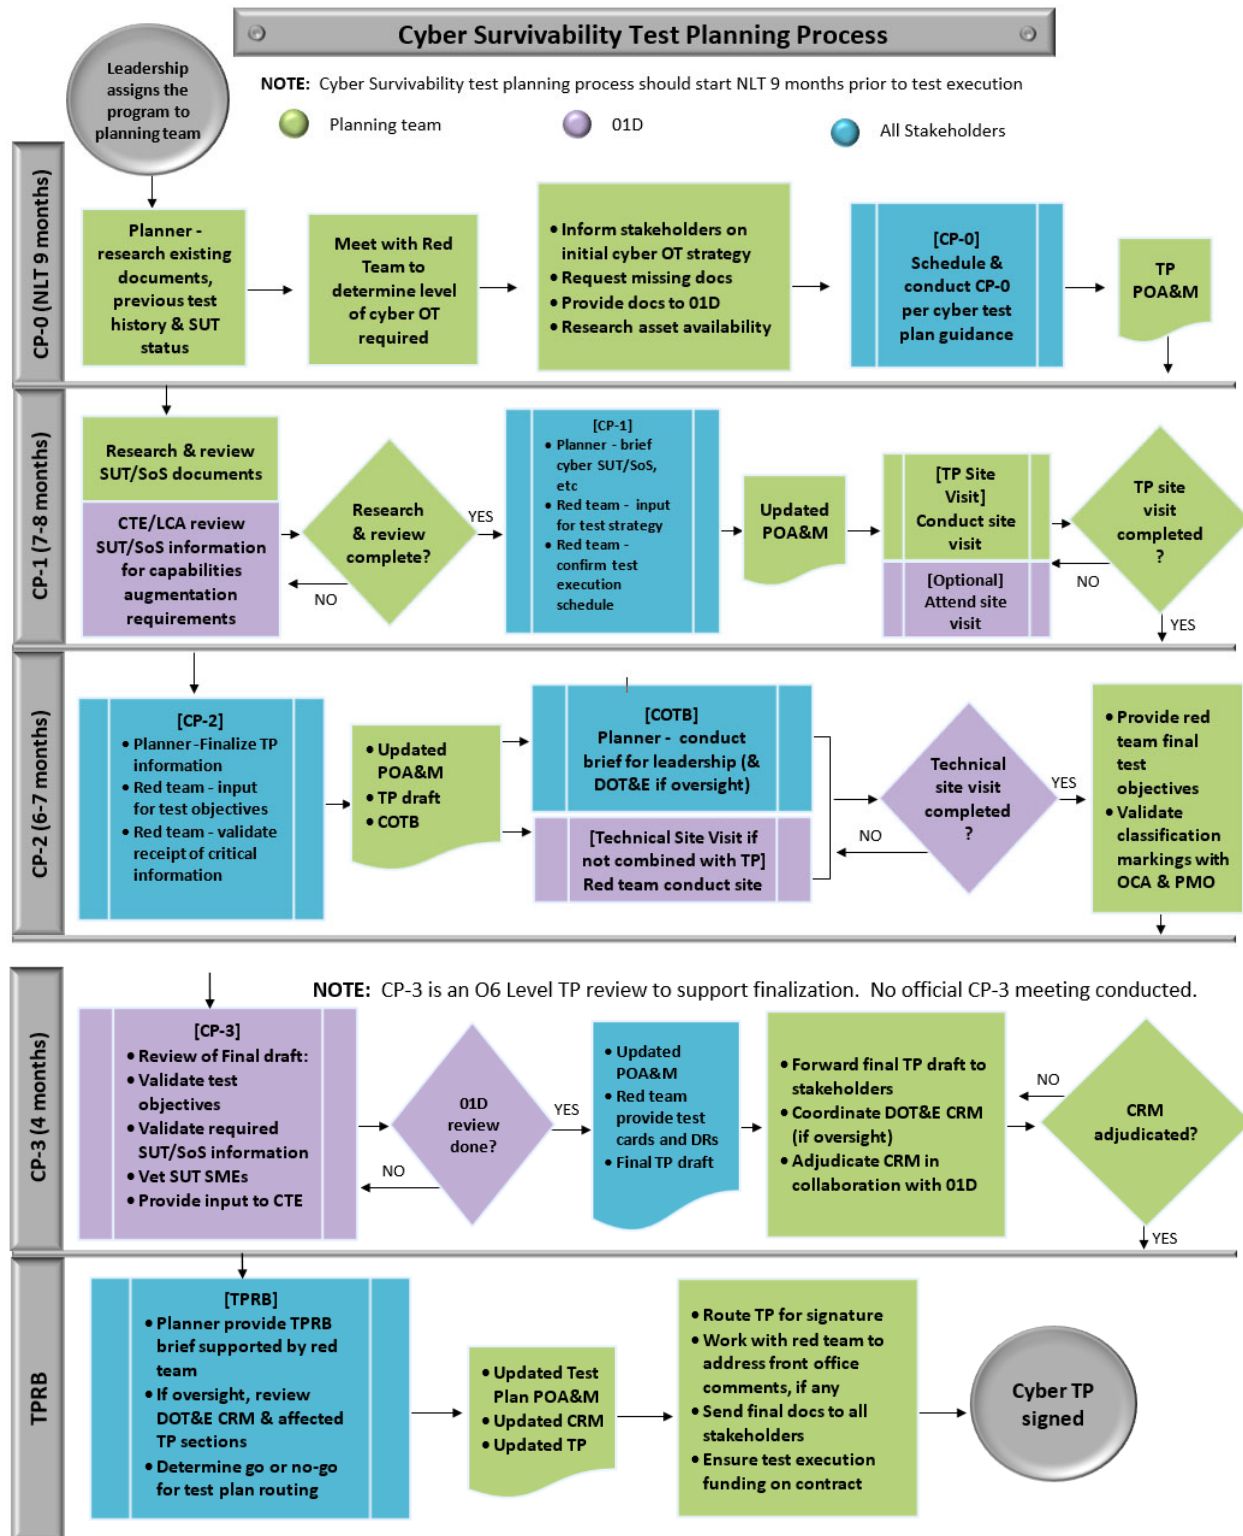 Cyber Survivability Test Planning Process
Leadership
assigns the
program to
planning team
NOTE: Cyber Survivability test planning process should start NLT 9 months prior to test execution
Planning team
01D
All Stakeholders
CP-0 (NLT 9 months)
Planner -
research existing
documents,
previous test
history & SUT
status
Meet with Red
Team to
determine level
of cyber OT
required
• Inform stakeholders on
initial cyber OT strategy
• Request missing docs
• Provide docs to 01D
• Research asset availability
[CP-0]
Schedule &
conduct CP-0
per cyber test
plan guidance
TP
POA&M
CP-1 (7-8 months)
Research & review
SUT/SoS documents
CTE/LCA review
SUT/SoS information
for capabilities
augmentation
requirements
Research
& review
complete?
YES
NO
[CP-1]
• Planner - brief
cyber SUT/SoS,
etc
• Red team - input
for test strategy
• Red team -
confirm test
execution
schedule
Updated
POA&M
[TP Site
Visit]
Conduct site
visit
[Optional]
Attend site
visit
TP site
visit
completed
?
NO
YES
CP-2 (6-7 months)
[CP-2]
• Planner -Finalize TP
information
• Red team - input
for test objectives
• Red team - validate
receipt of critical
information
• Updated
POA&M
• TP draft
• COTB
[COTB]
Planner - conduct
brief for leadership (&
DOT&E if oversight)
[Technical Site Visit if
not combined with TP]
Red team conduct site
Technical
site visit
completed
?
YES
NO
• Provide red
team final
test
objectives
• Validate
classification
markings with
OCA & PMO
CP-3 (4 months)
NOTE: CP-3 is an O6 Level TP review to support finalization. No official CP-3 meeting conducted.
[CP-3]
• Review of Final draft:
• Validate test
objectives
• Validate required
SUT/SoS information
• Vet SUT SMEs
• Provide input to CTE
01D
review
done?
YES
NO
• Updated
POA&M
• Red team
provide test
cards and DRs
• Final TP draft
• Forward final TP draft to
stakeholders
• Coordinate DOT&E CRM
(if oversight)
• Adjudicate CRM in
collaboration with 01D
NO
CRM
adjudicated?
YES
TPRB
[TPRB]
• Planner provide TPRB
brief supported by red
team
• If oversight, review
DOT&E CRM & affected
TP sections
• Determine go or no-go
for test plan routing
• Updated Test
Plan POA&M
• Updated CRM
• Updated TP
• Route TP for signature
• Work with red team to
address front office
comments, if any
• Send final docs to all
stakeholders
• Ensure test execution
funding on contract
Cyber TP
signed